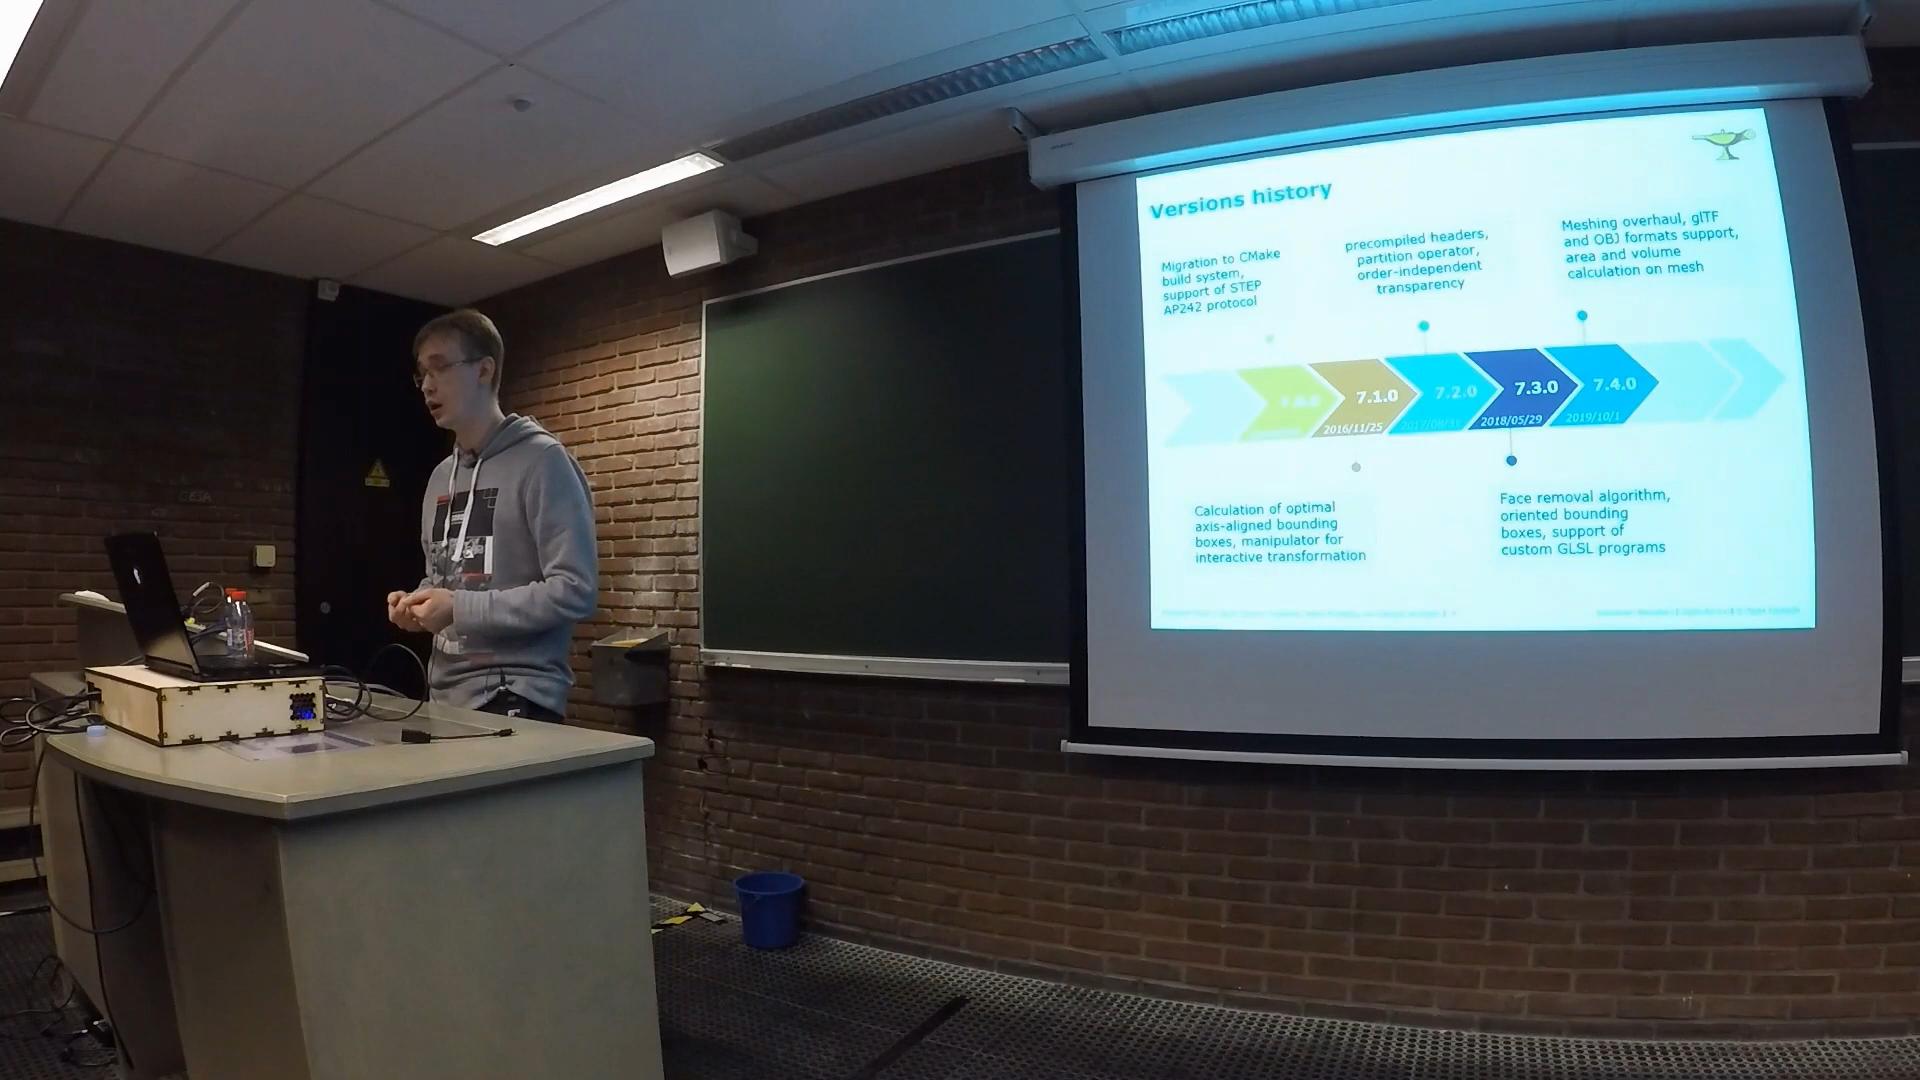 Versions history
Migration to CMake
build system,
support of STEP
AP242 protocol
precompiled headers,
partition operator,
order-independent
transparency
Meshing overhaul, glTF
and OBJ formats support,
area and volume
calculation on mesh
7.1.0
2016/11/25
7.2.0
7.3.0
2018/05/29
7.4.0
2019/10/1
Calculation of optimal
axis-aligned bounding
boxes, manipulator for
interactive transformation
Face removal algorithm,
oriented bounding
boxes, support of
custom GLSL programs
GESA